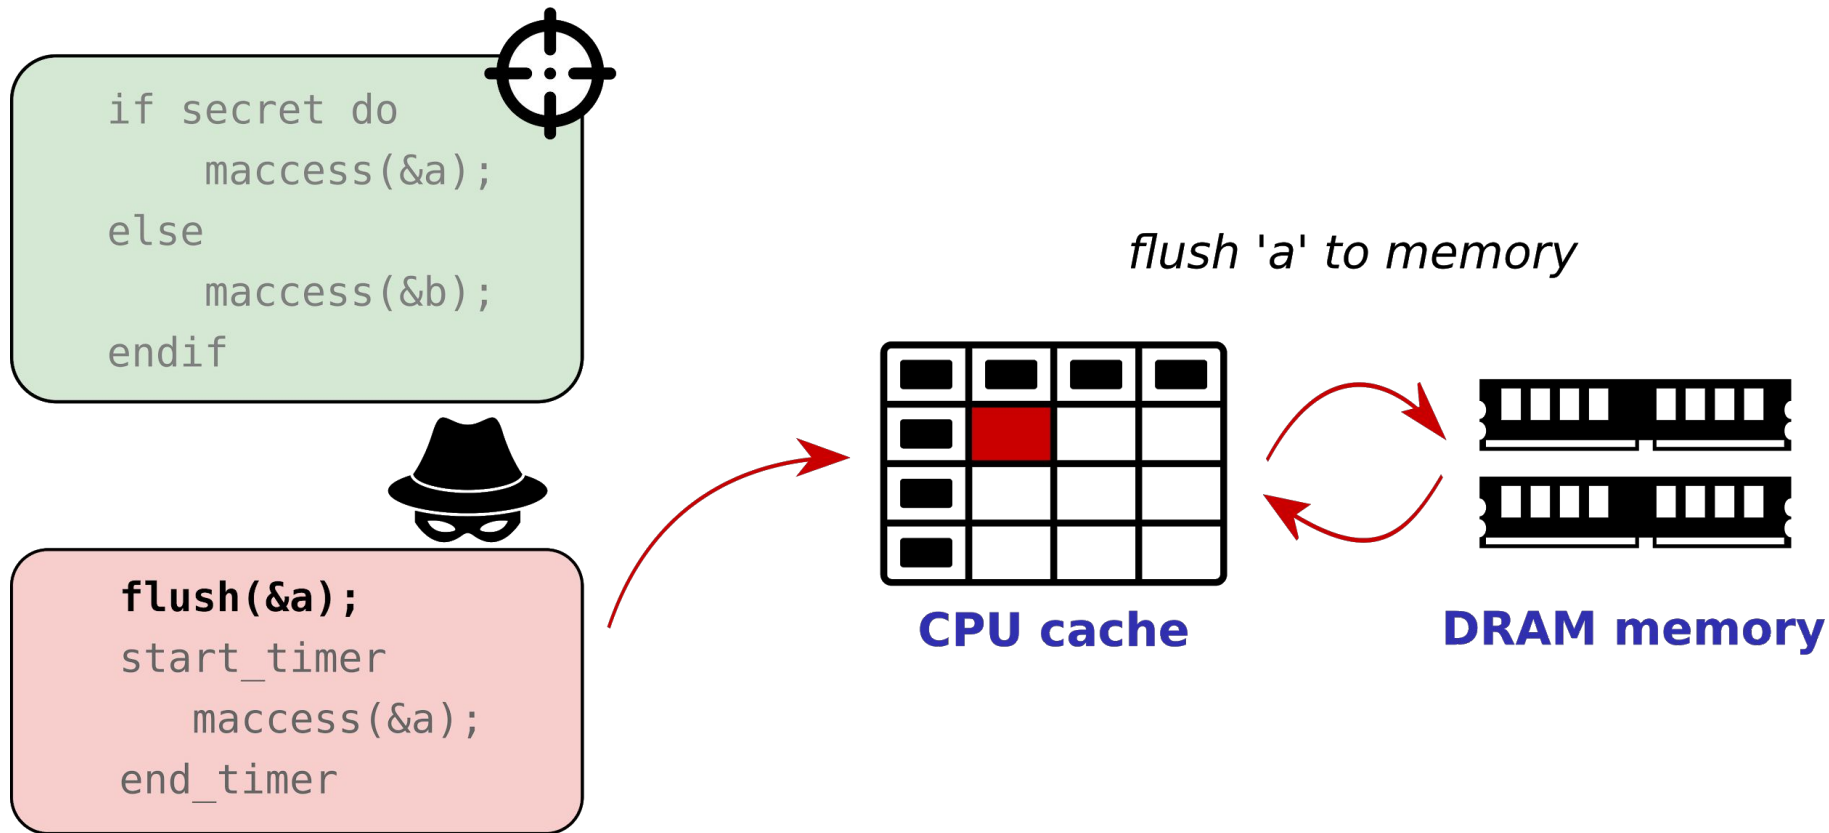 if secret do
    maccess(&a);
else
    maccess(&b);
endif
flush(&a);
start_timer
   maccess(&a);
end_timer
flush 'a' to memory
CPU cache
DRAM memory